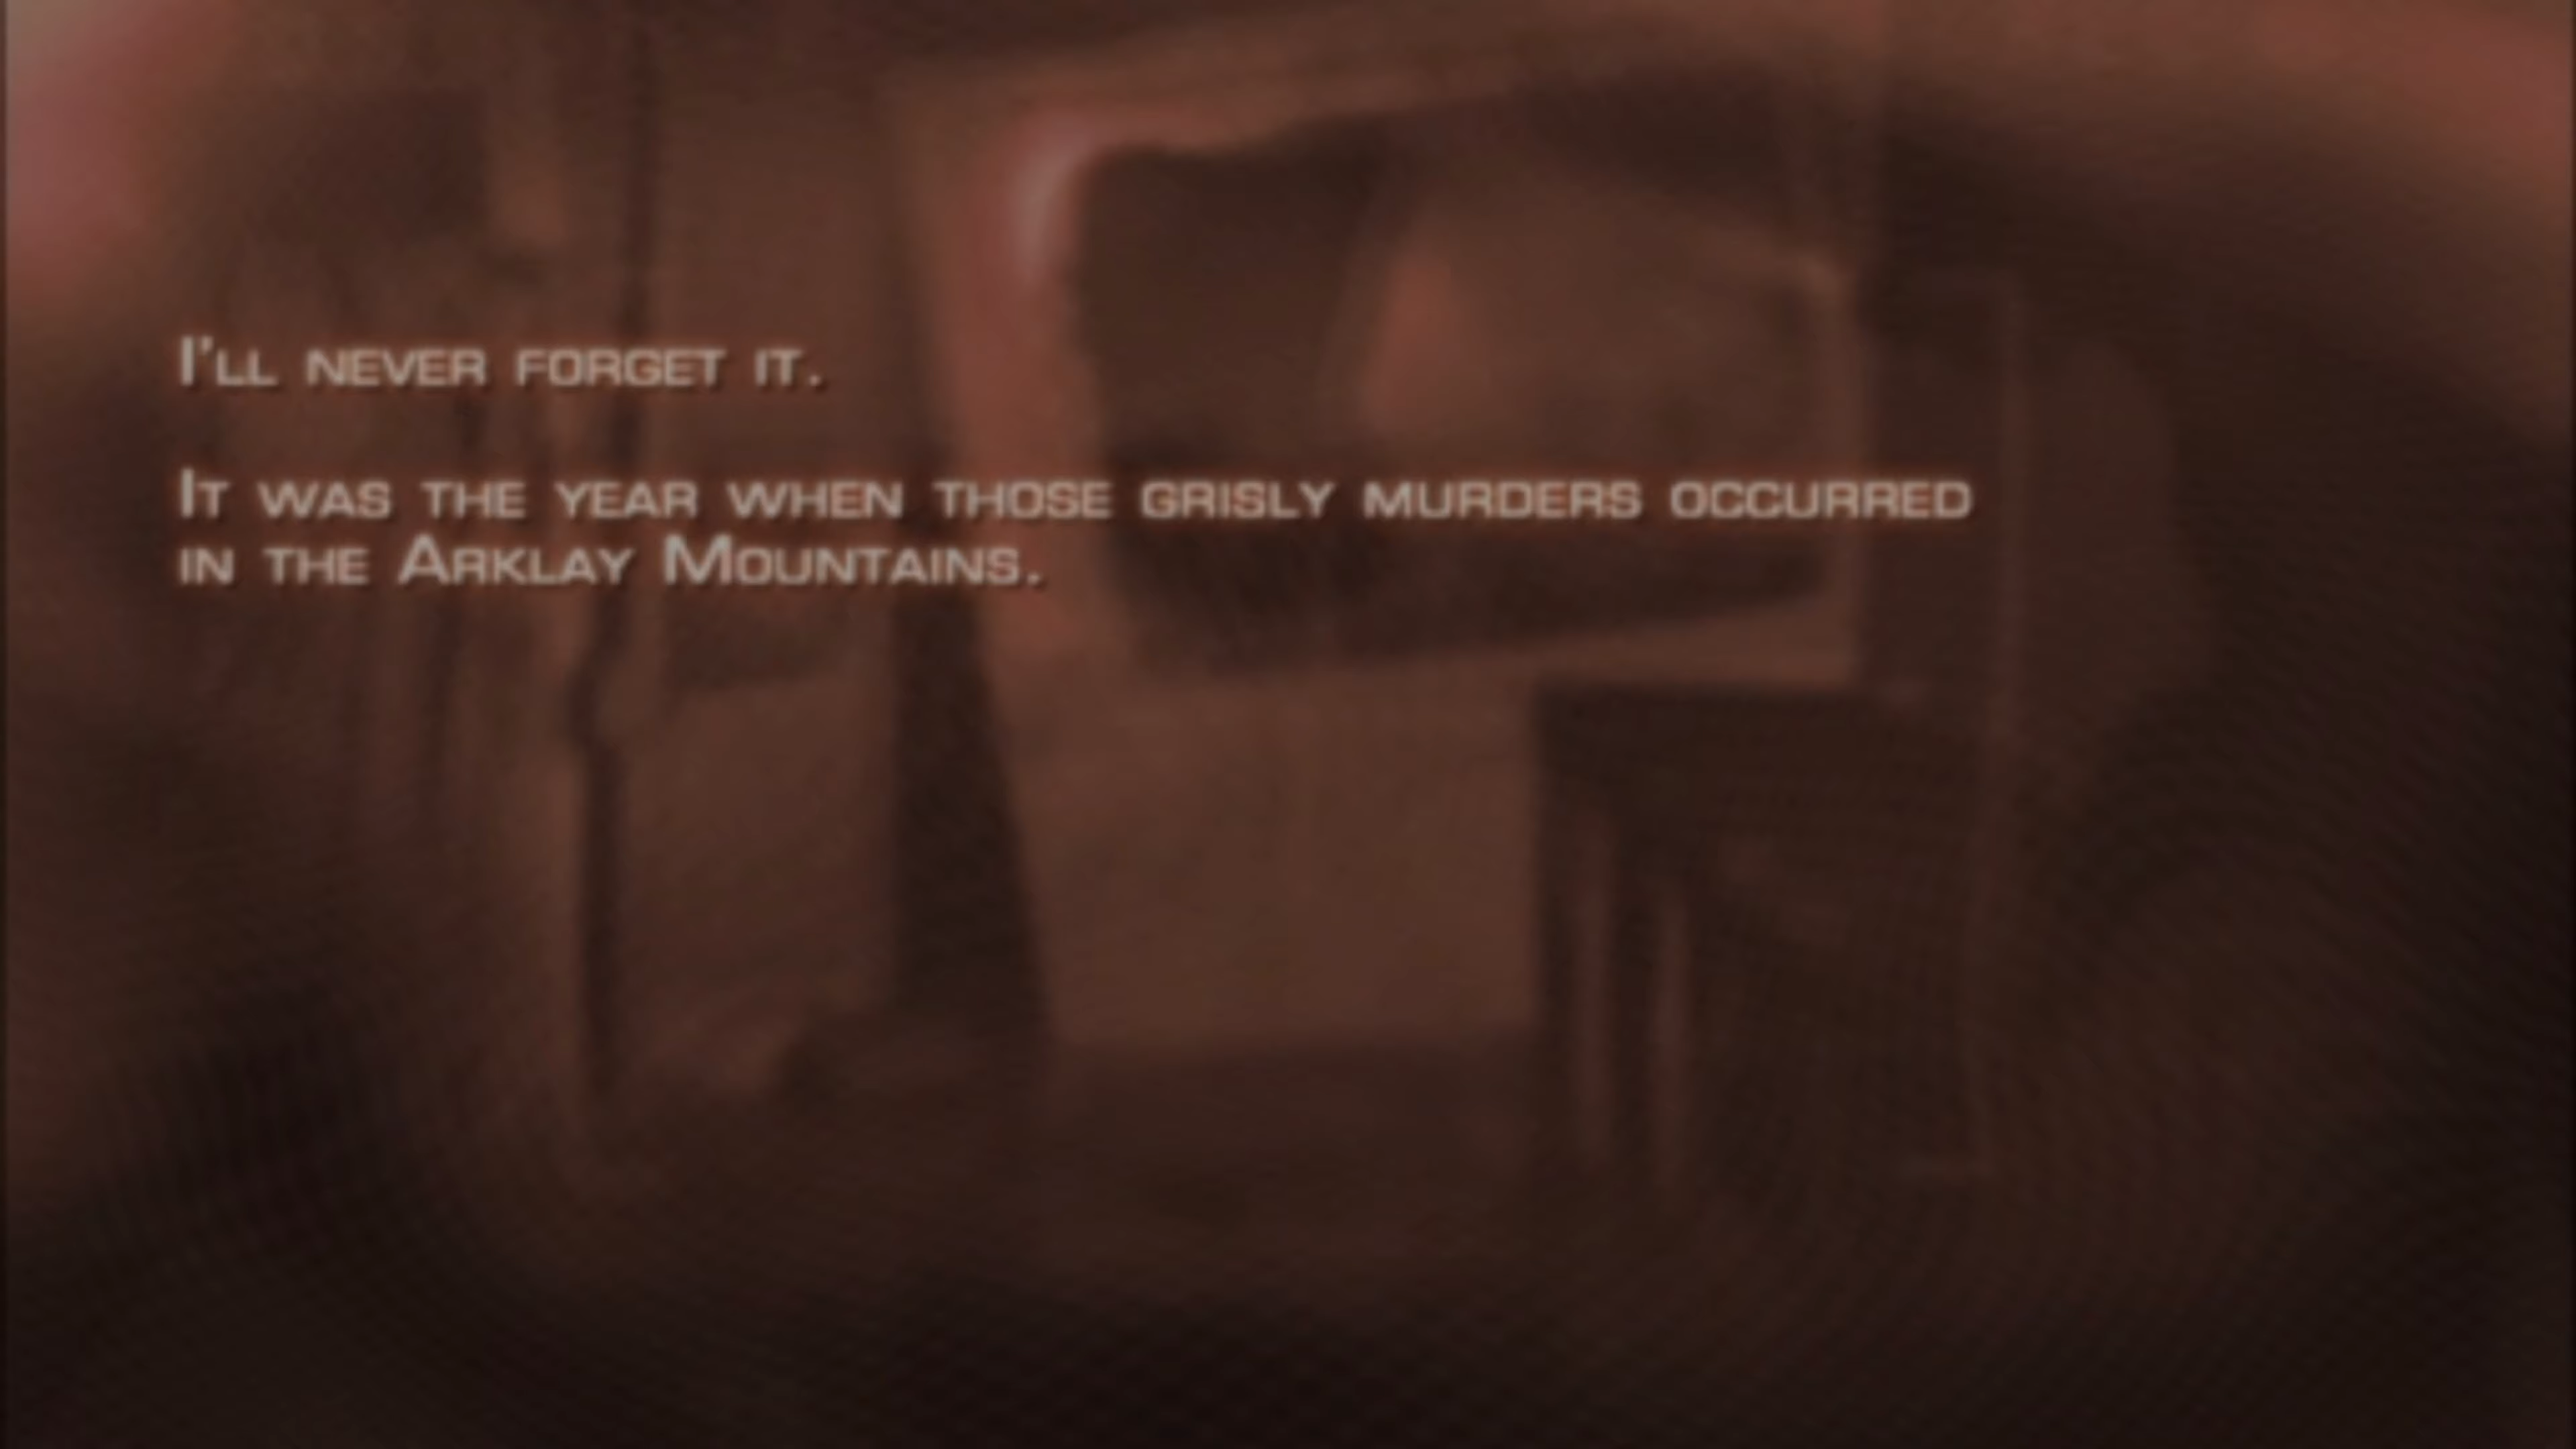 I'll never forget it.
It was the year when those grisly murders occurred
in the Arklay Mountains.